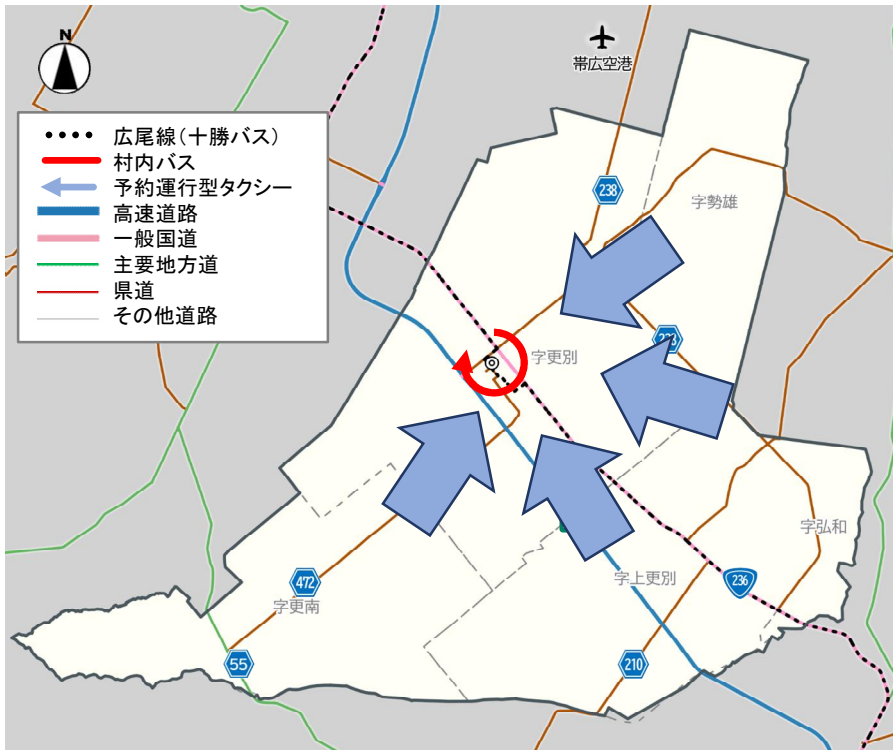 N
帯広空港
広尾線(十勝バス)
村内バス
予約運行型タクシー
高速道路
一般国道
主要地方道
県道
その他道路
238
字勢雄
字更別
字弘和
236
字上更別
472
字更南
55
210